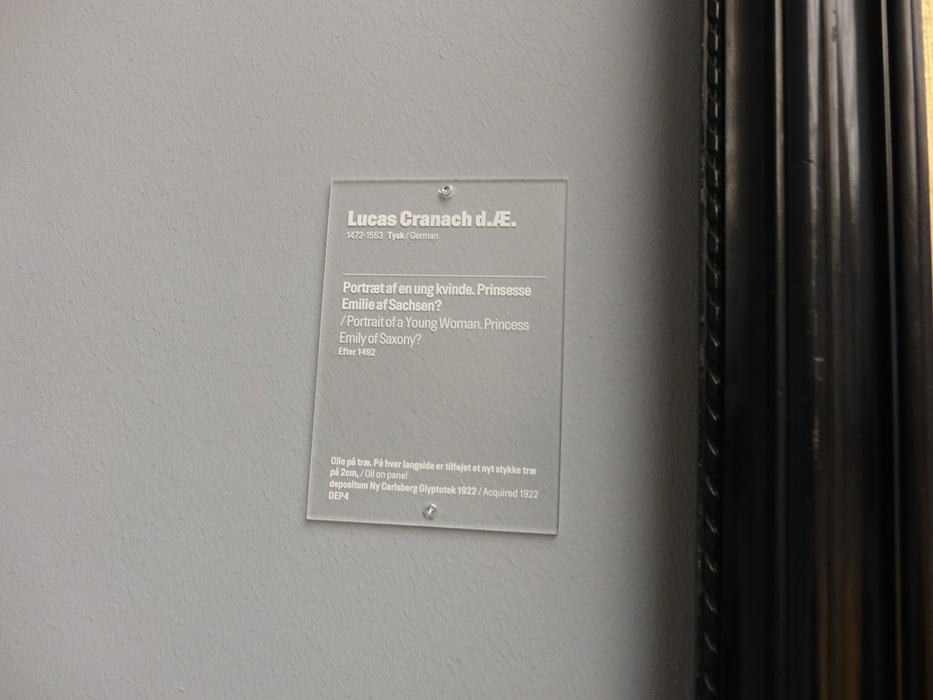 Lucas Cranach d.Æ.
1472-1553 Tysk / German
Portræt af en ung kvinde. Prinsesse
Emilie af Sachsen?
/ Portrait of a Young Woman. Princess
Emily of Saxony?
Efter 1492
Olie på træ. På hver langside er tilføjet et nyt stykke træ
på 2cm, / Oil on panel
depositum Ny Carlsberg Glyptotek 1922 / Acquired 1922
DEP4